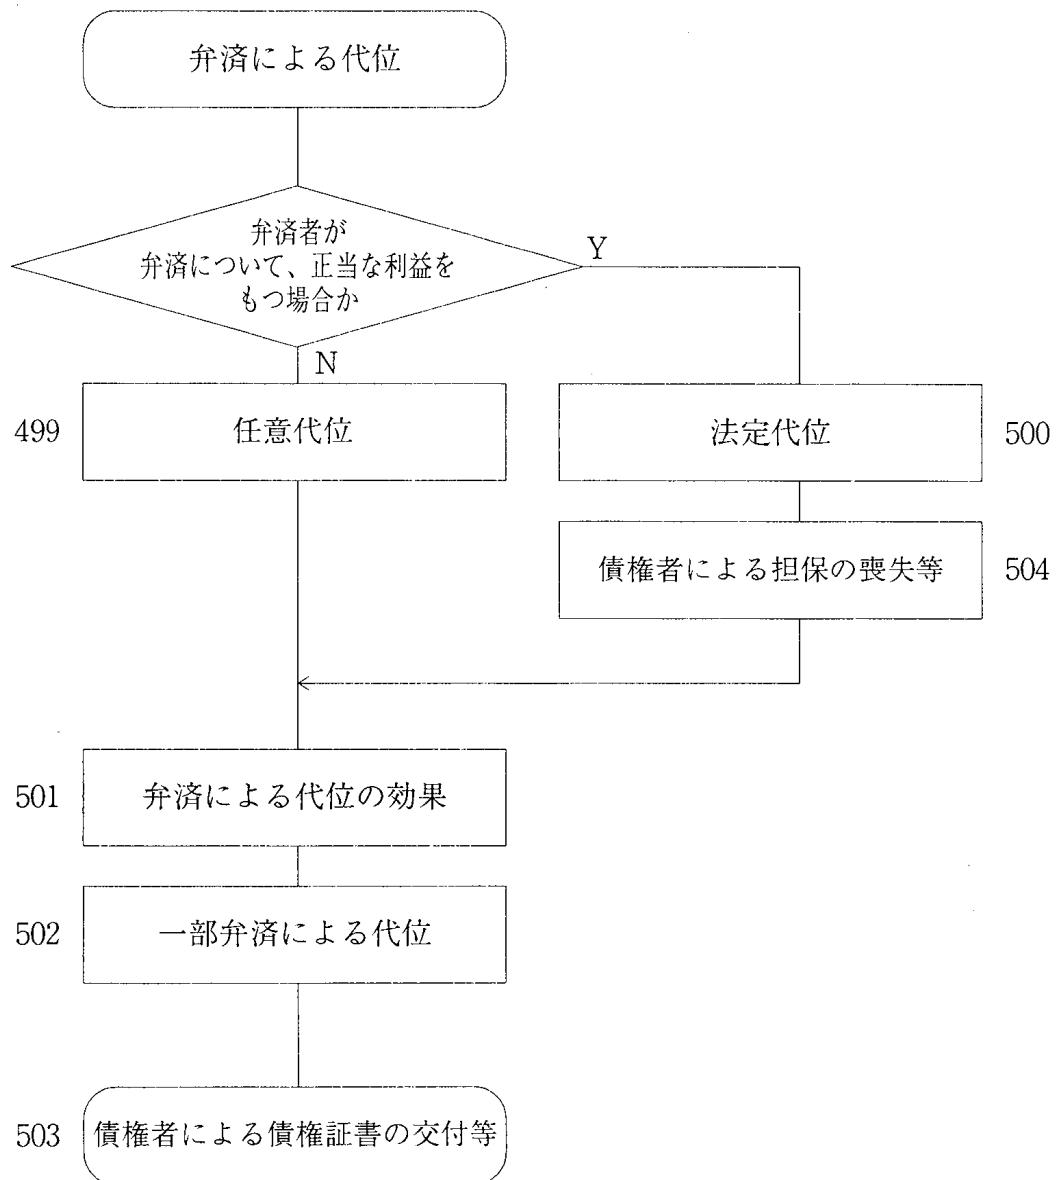 弁済による代位
弁済者が
弁済について、正当な利益を
もつ場合か
Y
N
499
任意代位
法定代位
500
債権者による担保の喪失等
504
501
弁済による代位の効果
502
一部弁済による代位
503
債権者による債権証書の交付等